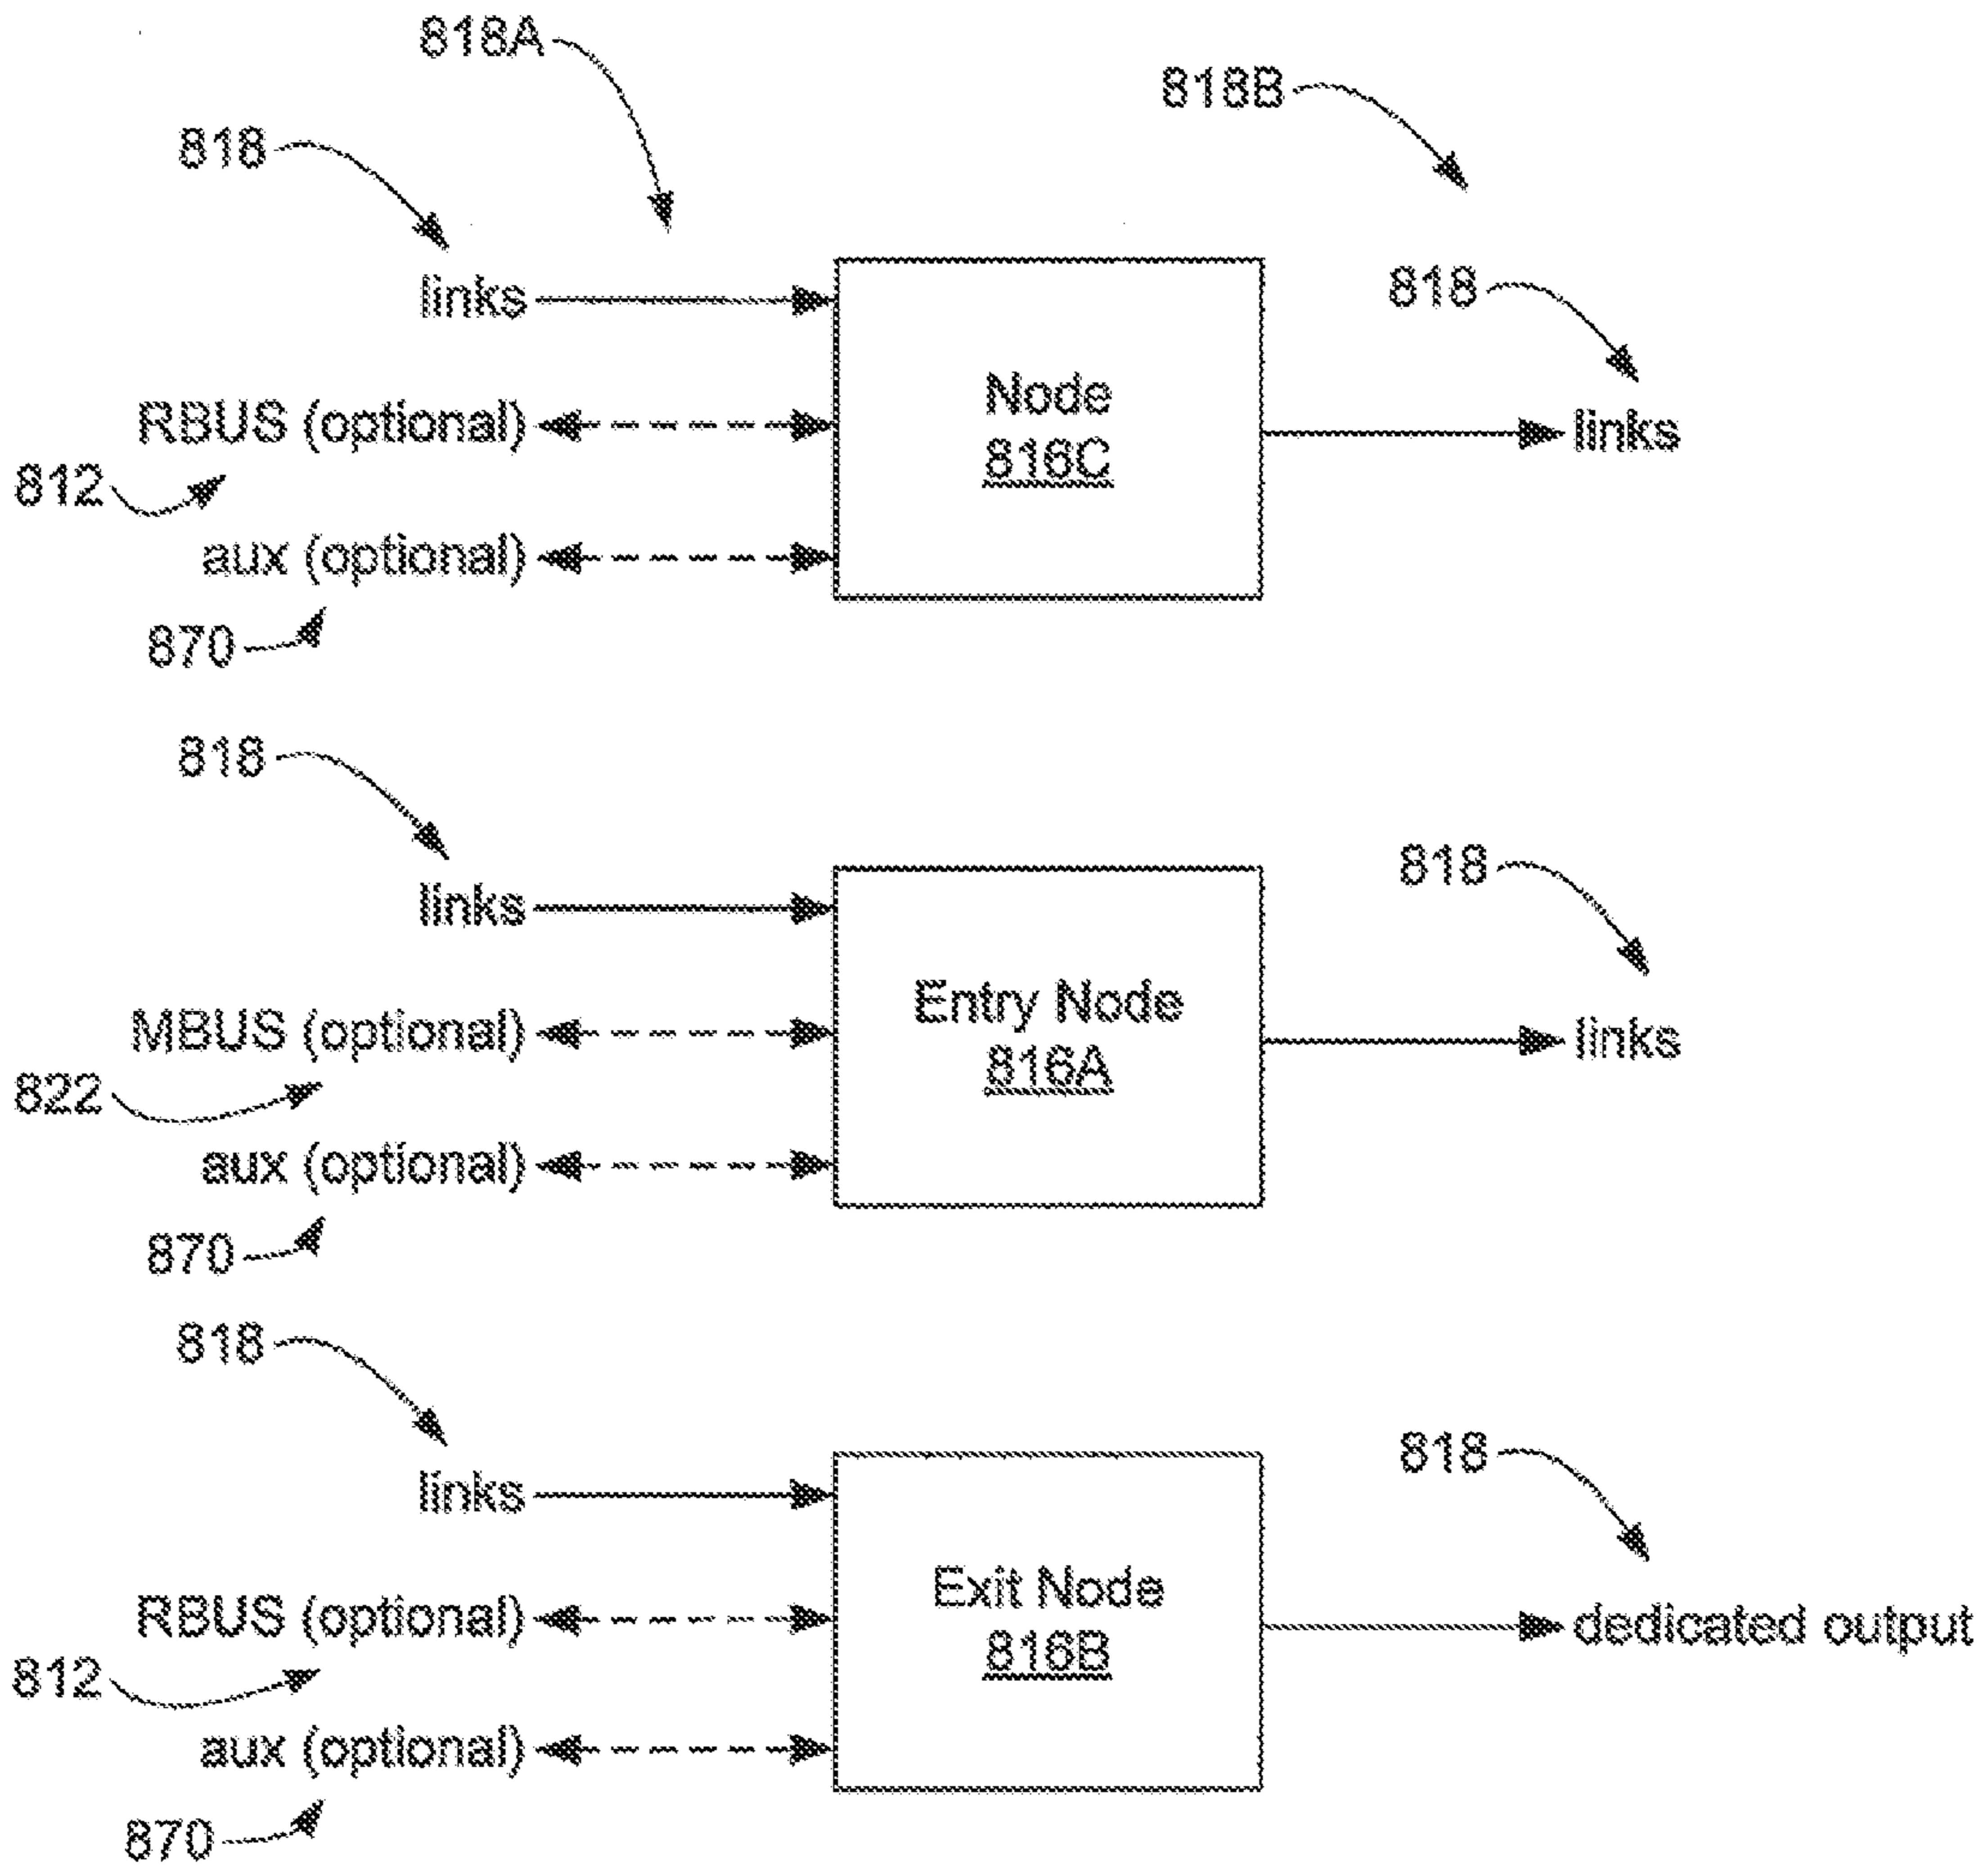 818A
818B
818
818
links
Node
816C
links
RBUS (optional)
812
aux (optional)
870
818
818
links
Entry Node
816A
links
MBUS (optional)
822
aux (optional)
870
818
818
links
Exit Node
816B
dedicated output
RBUS (optional)
812
aux (optional)
870